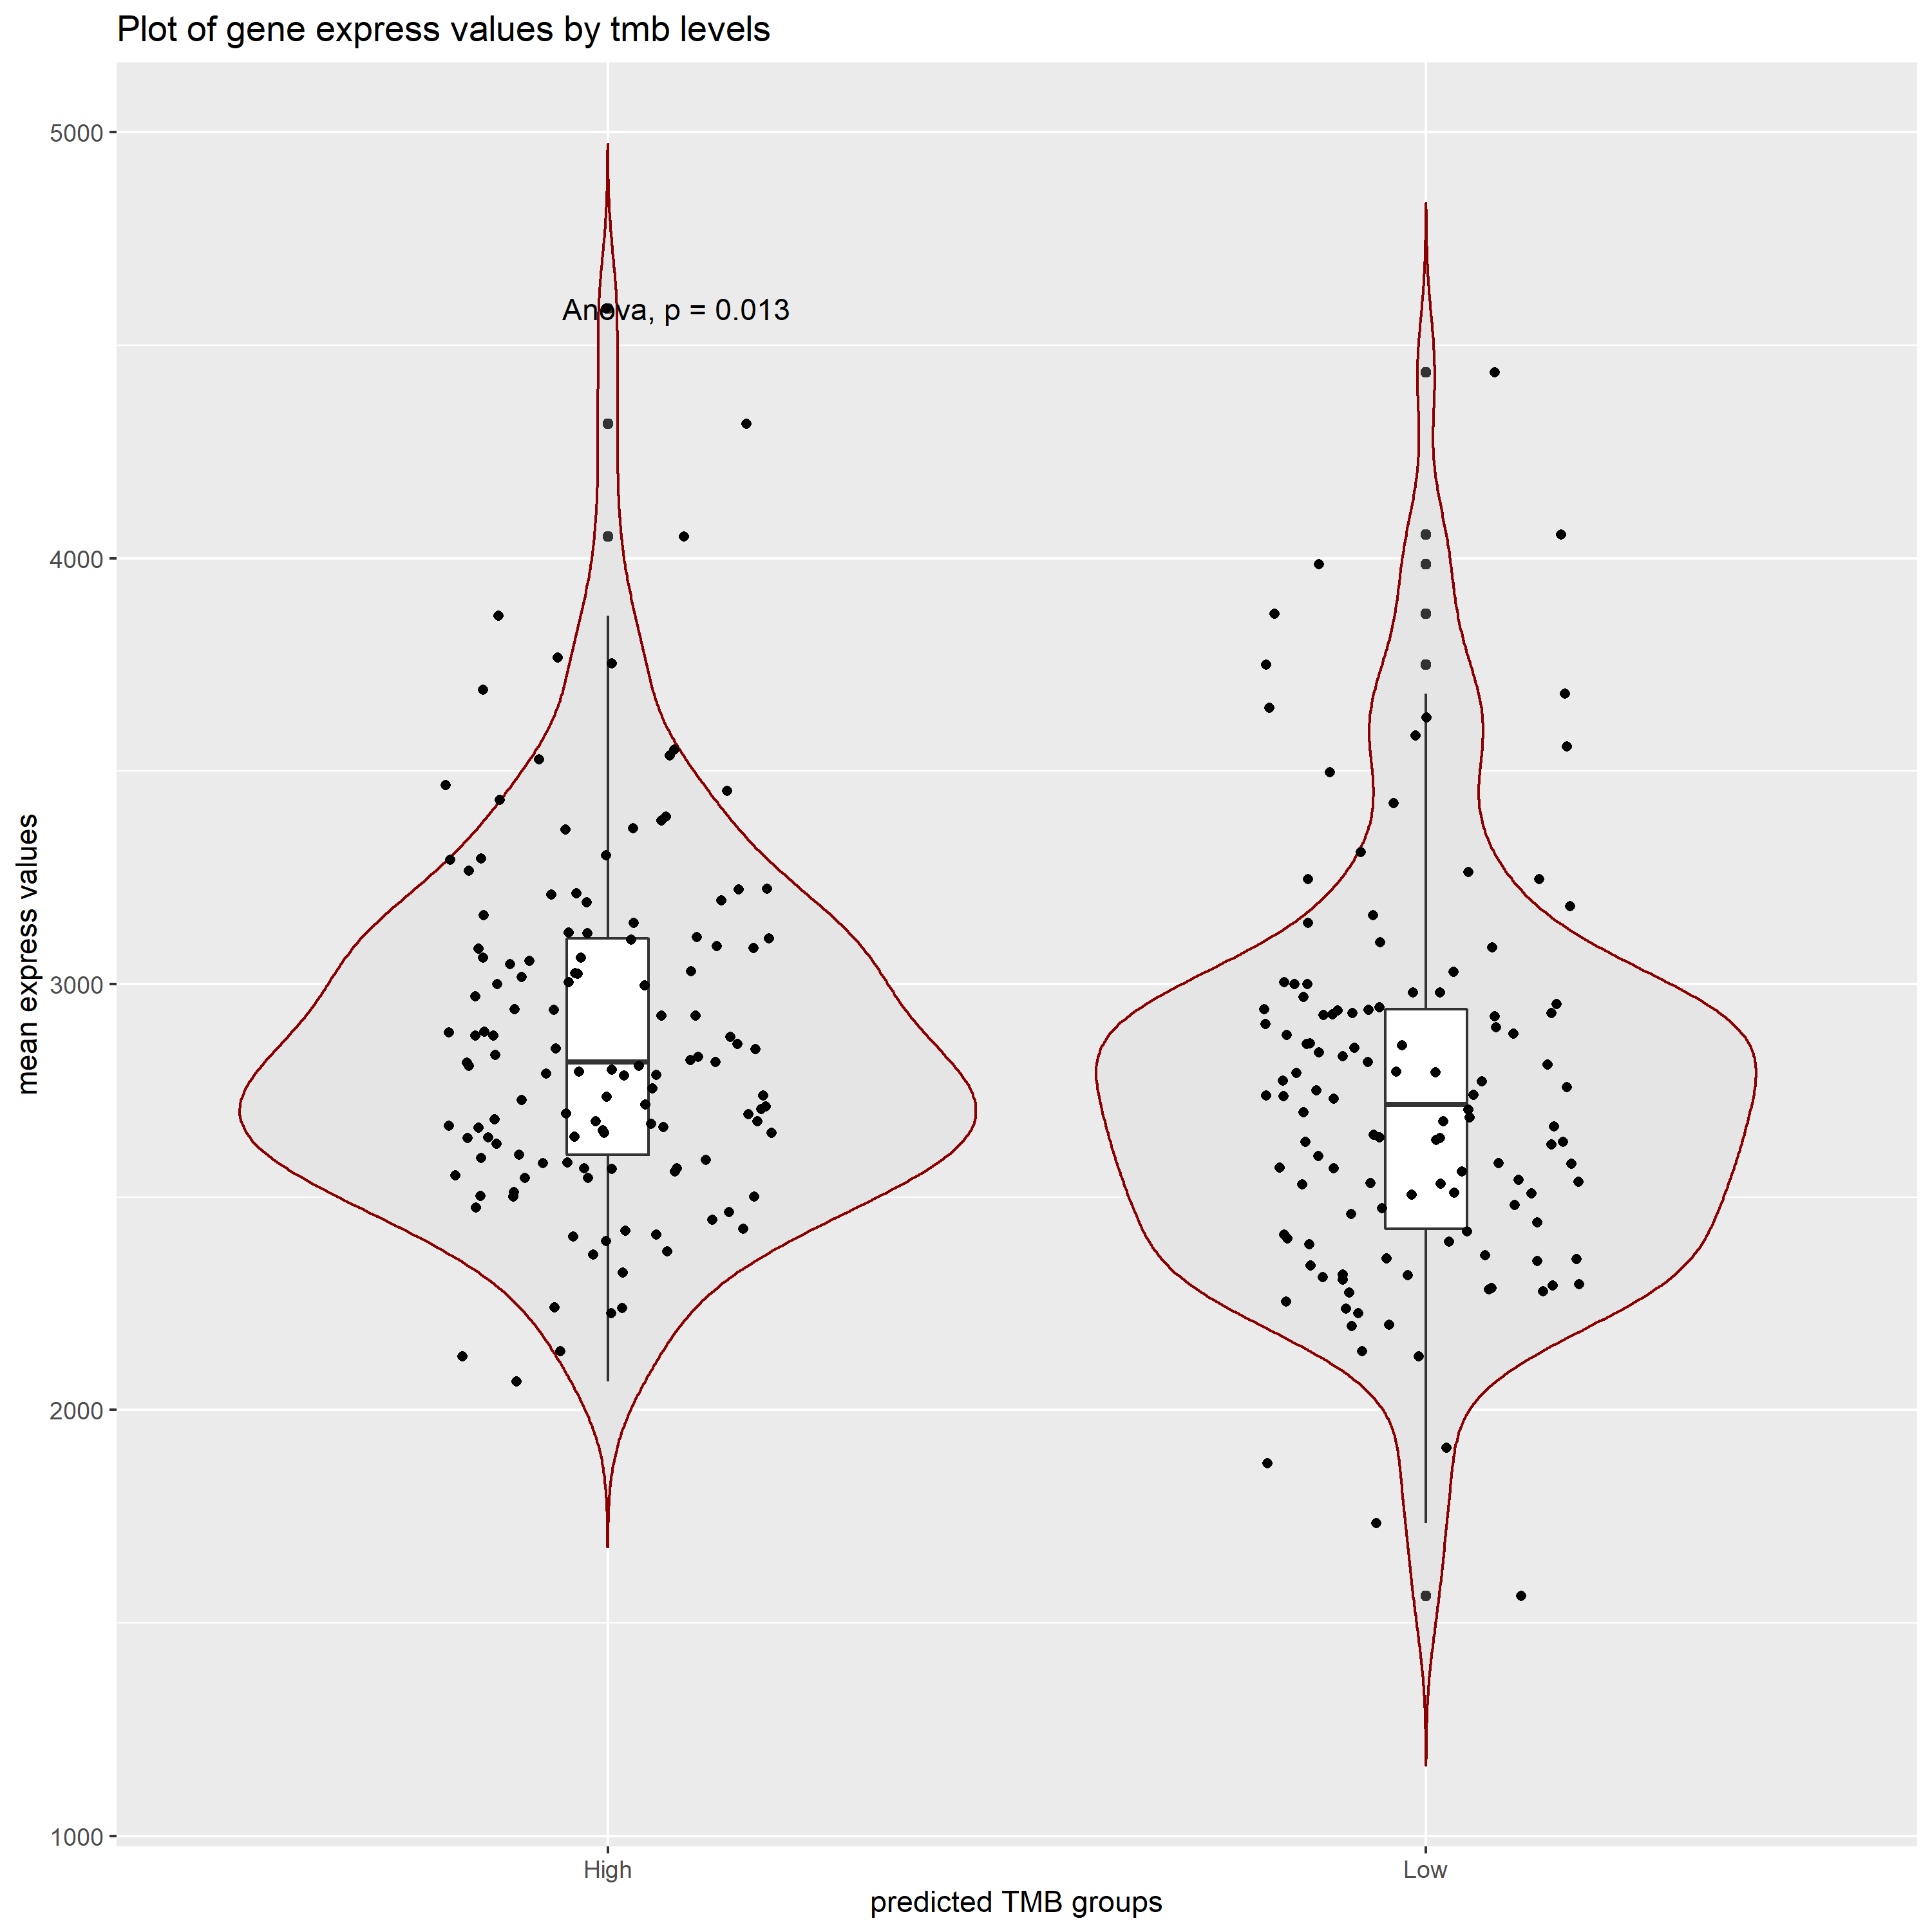 Plot of gene express values by tmb levels
5000
Anova, p = 0.013
4000
3000
mean express values
2000
1000
High Low
predicted TMB groups